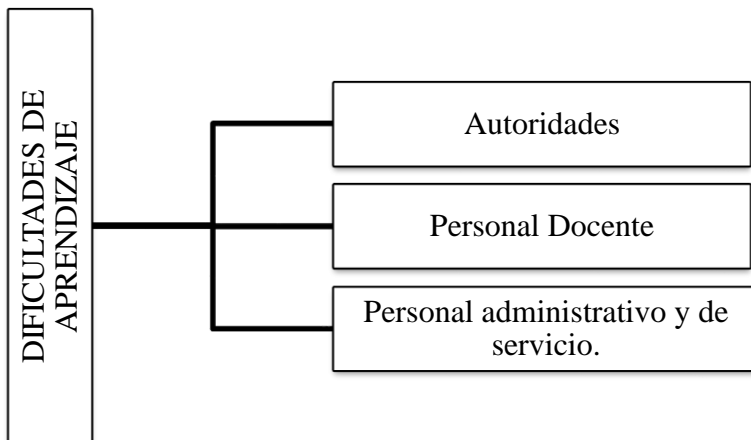 DIFICULTADES DE
APRENDIZAJE
Autoridades
Personal Docente
Personal administrativo y de
servicio.